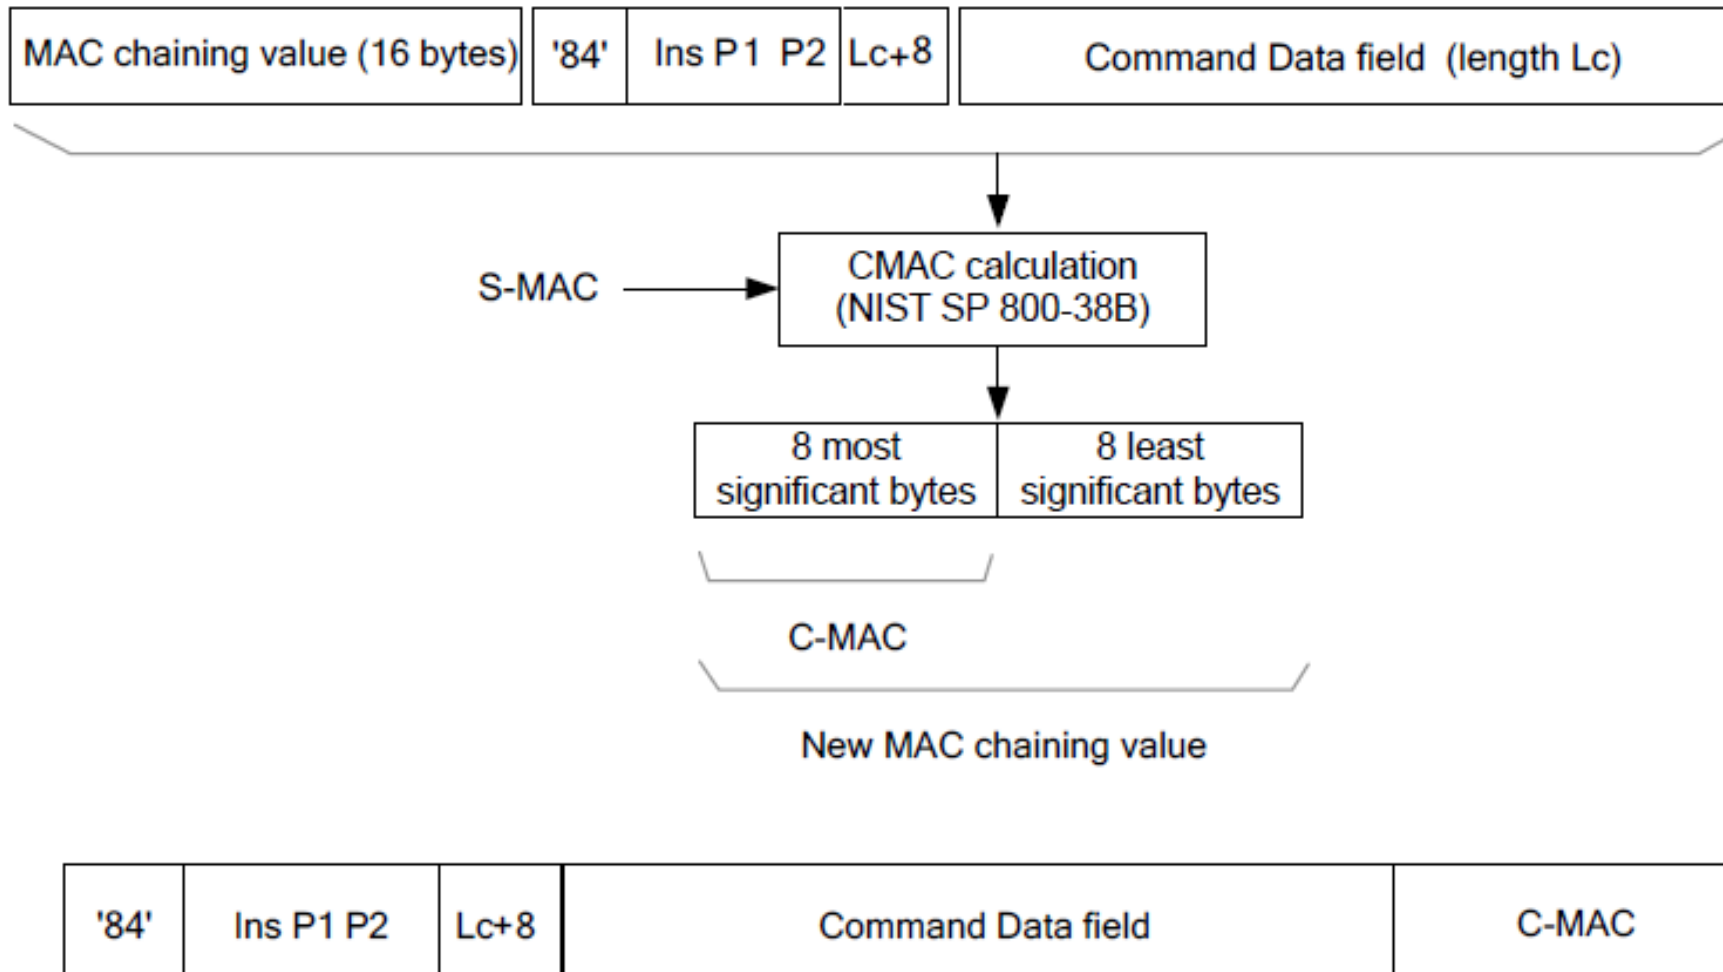 MAC chaining value (16 bytes) '84' Ins P1 P2 Lc+8 Command Data field (length Lc)
S-MAC
CMAC calculation
(NIST SP 800-38B)
8 most
significant bytes
8 least
significant bytes
C-MAC
New MAC chaining value
'84' Ins P1 P2 Lc+8 Command Data field C-MAC